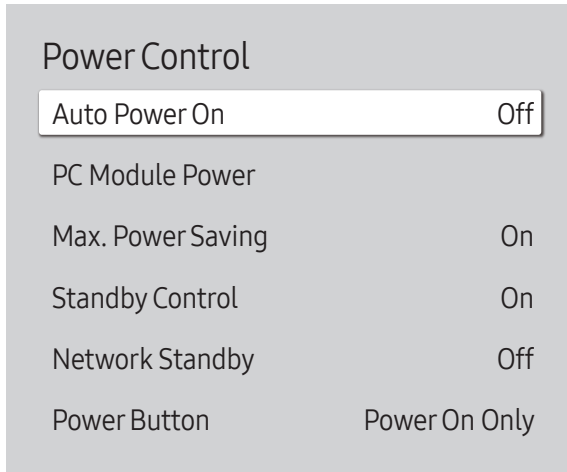 Power Control
Auto Power On Off
PC Module Power
Max. Power Saving On
Standby Control On
Network Standby Off
Power Button Power On Only